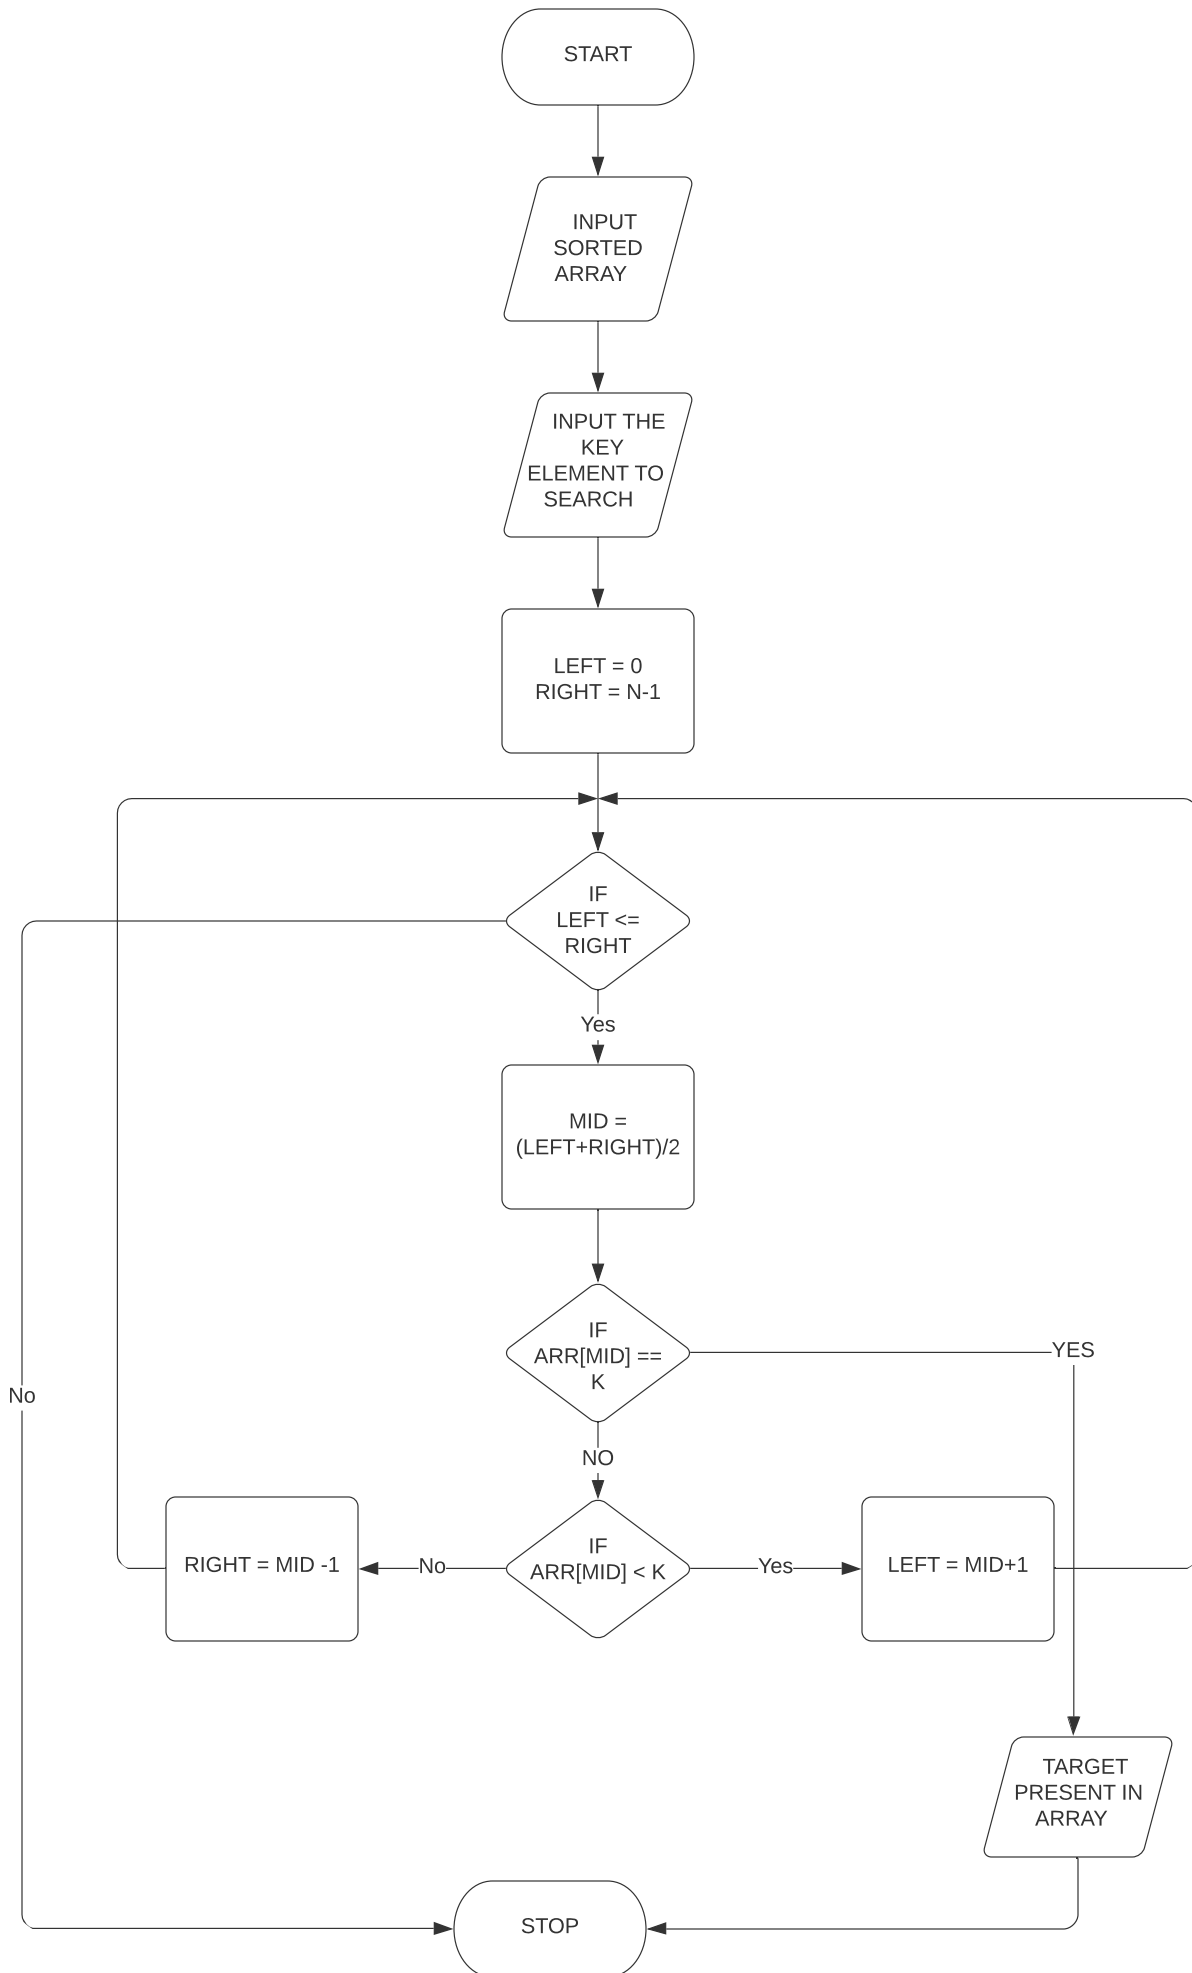 START
INPUT
SORTED
ARRAY
INPUT THE
KEY
ELEMENT TO
SEARCH
LEFT = 0
RIGHT = N-1
IF
LEFT <=
RIGHT
Yes
MID =
(LEFT+RIGHT)/2
IF
ARR[MID] ==
K
YES
No
NO
RIGHT = MID -1
No
IF
ARR[MID] < K
Yes
LEFT = MID+1
TARGET
PRESENT IN
ARRAY
STOP